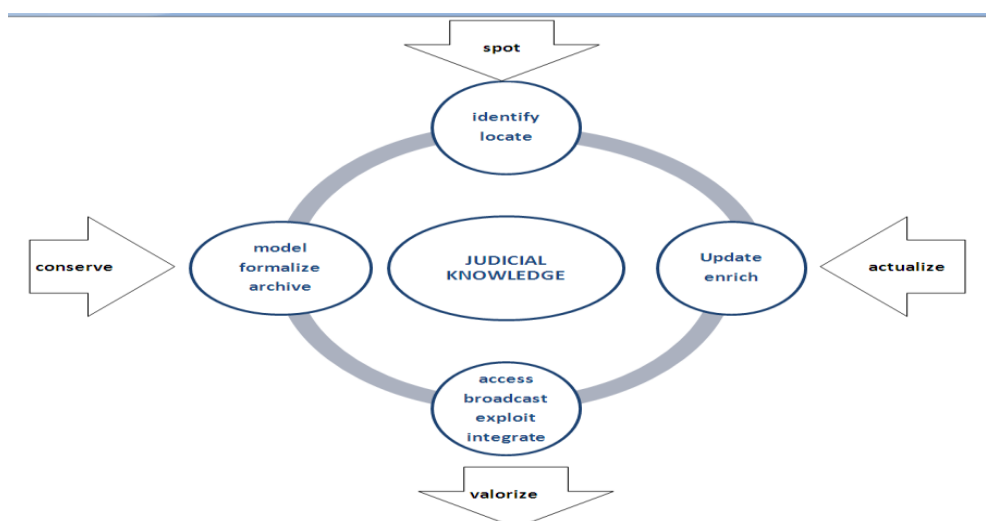 spot
identify
locate
conserve
model
formalize
archive
JUDICIAL
KNOWLEDGE
Update
enrich
actualize
access
broadcast
exploit
integrate
valorize